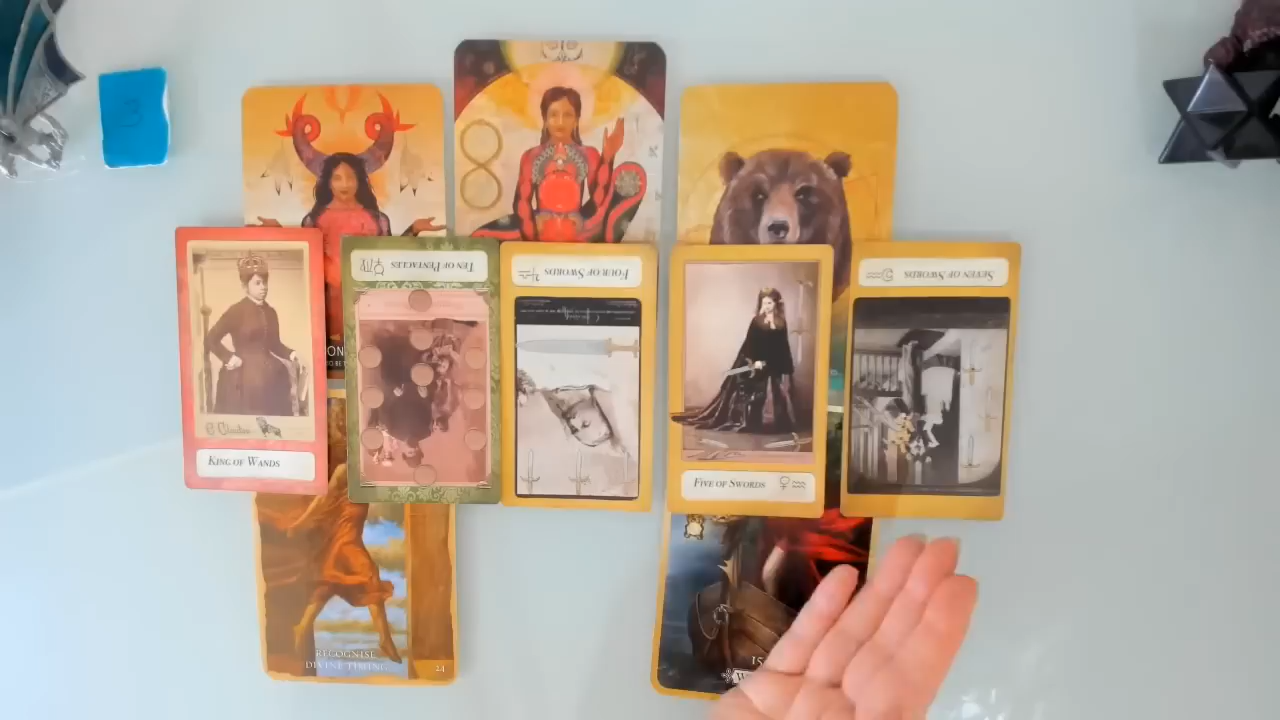 3
TEN OF PENTACLES
FOUR OF SWORDS
SEVEN OF SWORDS
KING OF WANDS
FIVE OF SWORDS
RECOGNISE
DIVINE TIMING
24